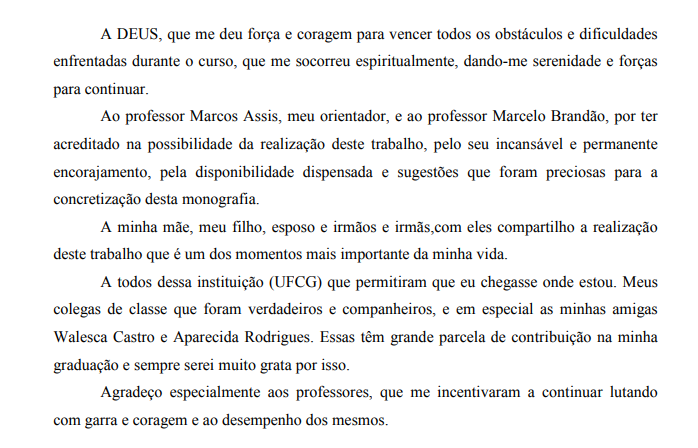 A DEUS, que me deu força e coragem para vencer todos os obstáculos e dificuldades
enfrentadas durante o curso, que me socorreu espiritualmente, dando-me serenidade e forças
para continuar.
Ao professor Marcos Assis, meu orientador, e ao professor Marcelo Brandão, por ter
acreditado na possibilidade da realização deste trabalho, pelo seu incansável e permanente
encorajamento, pela disponibilidade dispensada e sugestões que foram preciosas para a
concretização desta monografia.
A minha mãe, meu filho, esposo e irmãos e irmãs,com eles compartilho a realização
deste trabalho que é um dos momentos mais importante da minha vida.
A todos dessa instituição (UFCG) que permitiram que eu chegasse onde estou. Meus
colegas de classe que foram verdadeiros e companheiros, e em especial as minhas amigas
Walesca Castro e Aparecida Rodrigues. Essas têm grande parcela de contribuição na minha
graduação e sempre serei muito grata por isso.
Agradeço especialmente aos professores, que me incentivaram a continuar lutando
com garra e coragem e ao desempenho dos mesmos.